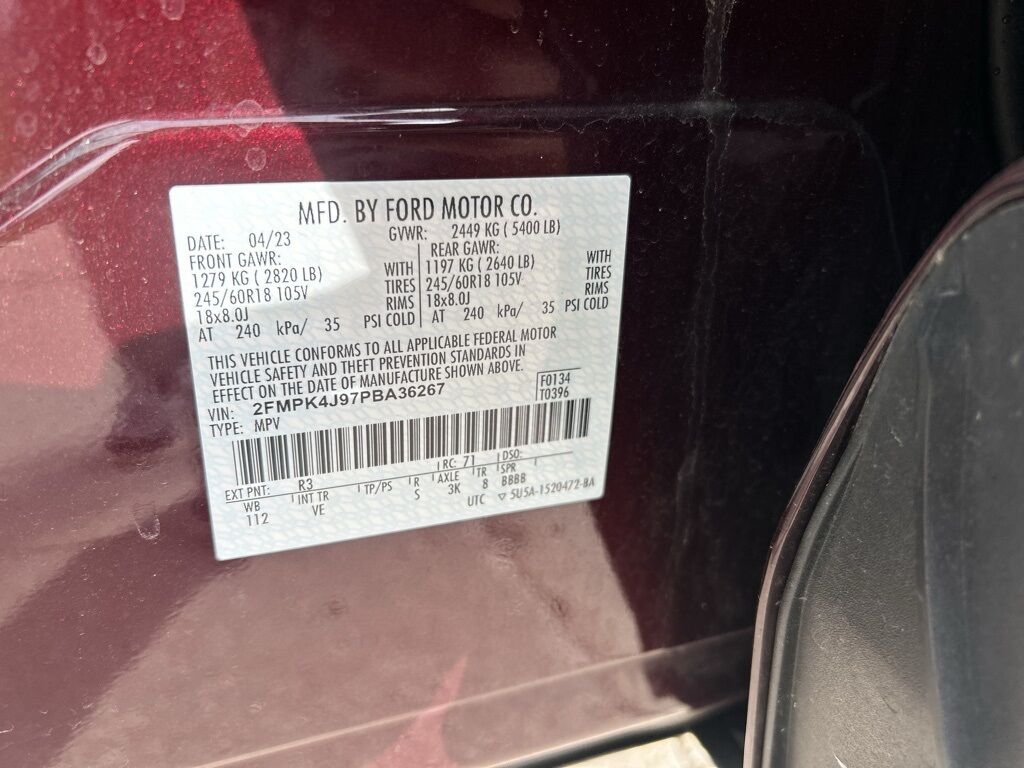 MFD. BY FORD MOTOR CO.
DATE: 04/23 GVWR: 2449 KG ( 5400 LB)
FRONT GAWR: REAR GAWR:
1279 KG ( 2820 LB) WITH 1197 KG ( 2640 LB) WITH
245/60R18 105V TIRES 245/60R18 105V TIRES
18x8.0J RIMS 18x8.0J RIMS
AT 240 kPa/ 35 PSI COLD AT 240 kPa/ 35 PSI COLD
THIS VEHICLE CONFORMS TO ALL APPLICABLE FEDERAL MOTOR
VEHICLE SAFETY AND THEFT PREVENTION STANDARDS IN
EFFECT ON THE DATE OF MANUFACTURE SHOWN ABOVE.
VIN: 2FMPK4J97PBA36267 F0134
TYPE: MPV T0396
EXT PNT: R3 RC: 71 DSO:
WB INT TR TP/PS R AXLE TR SPR
112 VE S 3K 8 BBBB
UTC ▽ 5U5A-1520472-BA